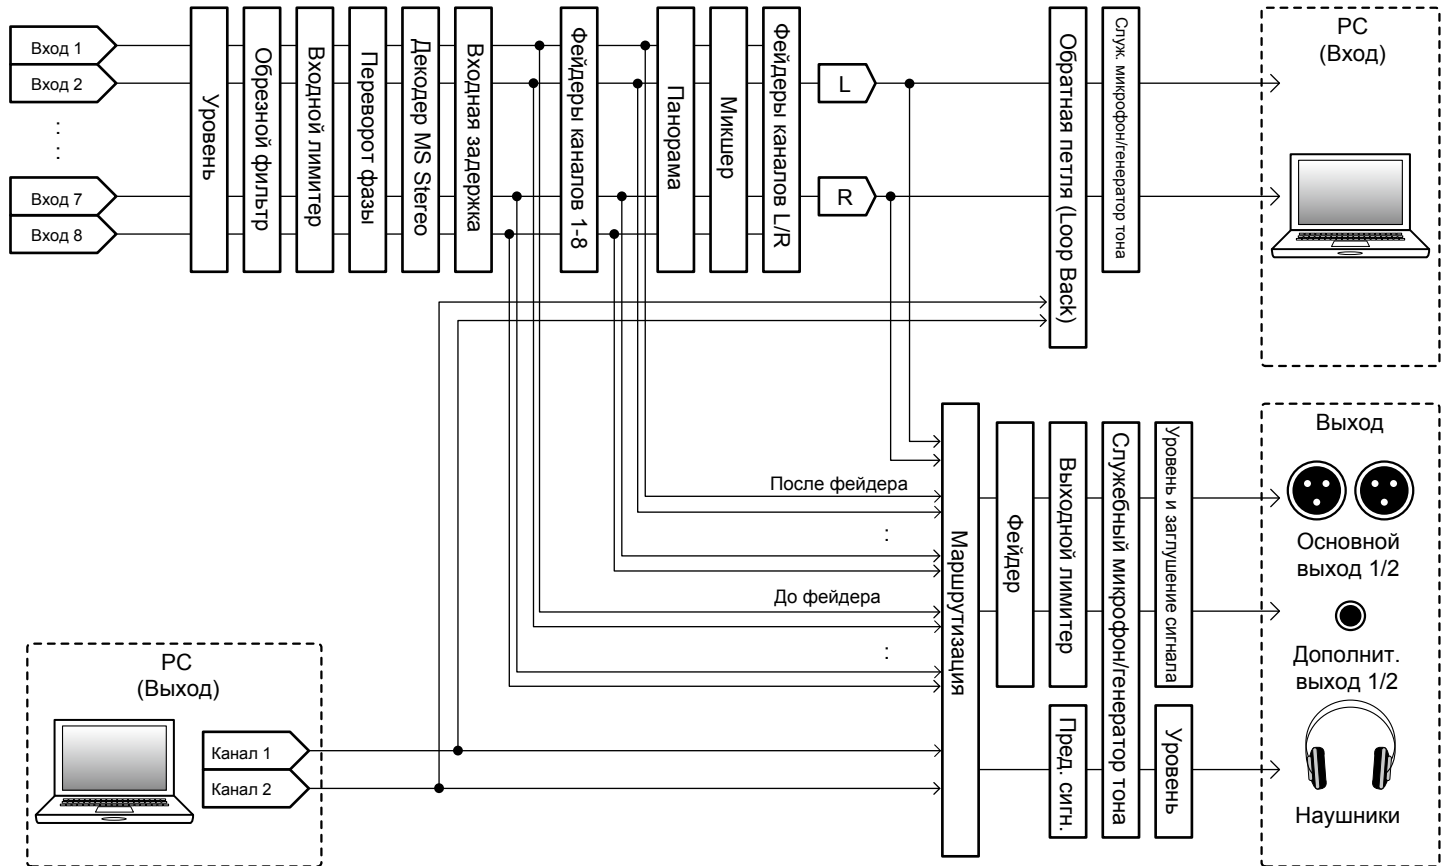 Вход 1
Вход 2
. . . .
Вход 7
Вход 8
Уровень
Обрезной фильтр
Входной лимитер
Переворот фазы
Декодер MS Stereo
Входная задержка
Фейдеры каналов 1-8
Панорама
Микшер
Фейдеры каналов L/R
L
R
Обратная петля (Loop Back)
Служ. микрофон/генератор тона
PC
(Вход)
После фейдера
:
До фейдера
:
Маршрутизация
Фейдер
Выходной лимитер
Служебный микрофон/генератор тона
Уровень и заглушение сигнала
Пред. сигн.
Уровень
Выход
Основной
выход 1/2
Дополнит.
выход 1/2
Наушники
PC
(Выход)
Канал 1
Канал 2